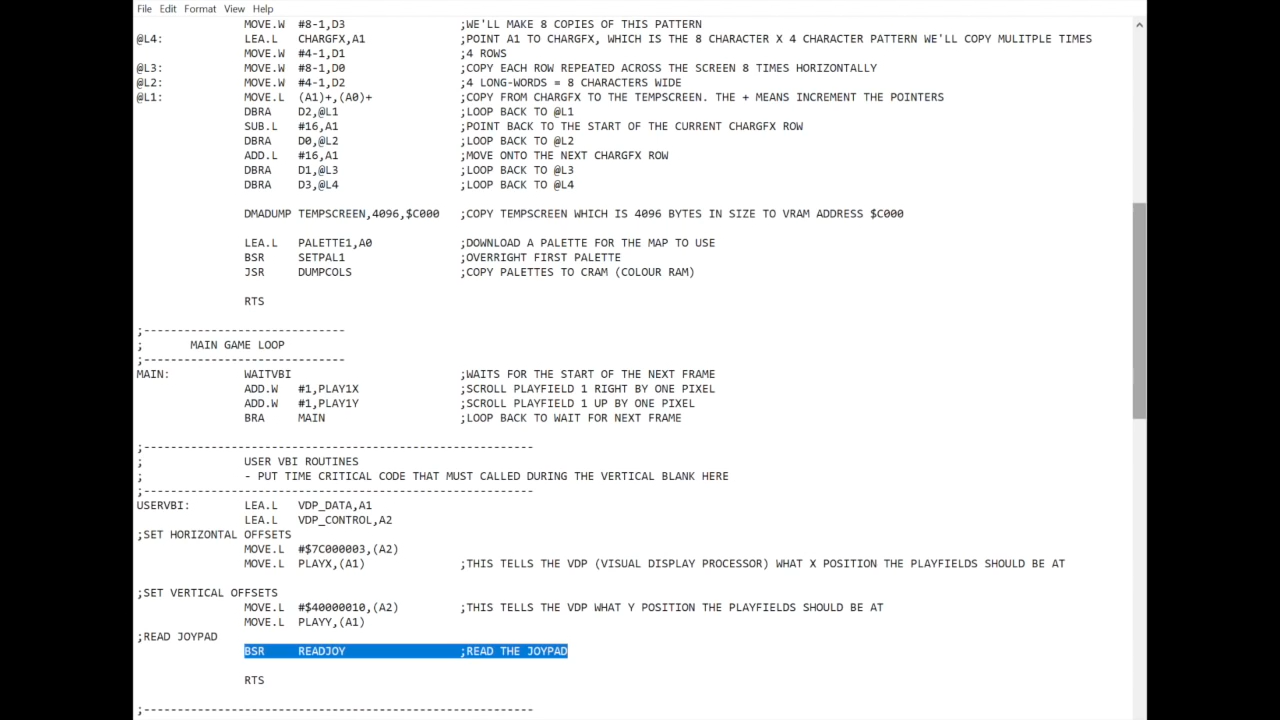 File Edit Format View Help
MOVE.W #8-1,D3 ;WE'LL MAKE 8 COPIES OF THIS PATTERN
@L4: LEA.L CHARGFX,A1 ;POINT A1 TO CHARGFX, WHICH IS THE 8 CHARACTER X 4 CHARACTER PATTERN WE'LL COPY MULITPLE TIMES
MOVE.W #4-1,D1 ;4 ROWS
@L3: MOVE.W #8-1,D0 ;COPY EACH ROW REPEATED ACROSS THE SCREEN 8 TIMES HORIZONTALLY
@L2: MOVE.W #4-1,D2 ;4 LONG-WORDS = 8 CHARACTERS WIDE
@L1: MOVE.L (A1)+,(A0)+ ;COPY FROM CHARGFX TO THE TEMPSCREEN. THE + MEANS INCREMENT THE POINTERS
DBRA D2,@L1 ;LOOP BACK TO @L1
SUB.L #16,A1 ;POINT BACK TO THE START OF THE CURRENT CHARGFX ROW
DBRA D0,@L2 ;LOOP BACK TO @L2
ADD.L #16,A1 ;MOVE ONTO THE NEXT CHARGFX ROW
DBRA D1,@L3 ;LOOP BACK TO @L3
DBRA D3,@L4 ;LOOP BACK TO @L4
DMADUMP TEMPSCREEN,4096,$C000 ;COPY TEMPSCREEN WHICH IS 4096 BYTES IN SIZE TO VRAM ADDRESS $C000
LEA.L PALETTE1,A0 ;DOWNLOAD A PALETTE FOR THE MAP TO USE
BSR SETPAL1 ;OVERRIGHT FIRST PALETTE
JSR DUMPCOLS ;COPY PALETTES TO CRAM (COLOUR RAM)
RTS
;------------------------------
; MAIN GAME LOOP
;------------------------------
MAIN: WAITVBI ;WAITS FOR THE START OF THE NEXT FRAME
ADD.W #1,PLAY1X ;SCROLL PLAYFIELD 1 RIGHT BY ONE PIXEL
ADD.W #1,PLAY1Y ;SCROLL PLAYFIELD 1 UP BY ONE PIXEL
BRA MAIN ;LOOP BACK TO WAIT FOR NEXT FRAME
;----------------------------------------------------------
; USER VBI ROUTINES
; - PUT TIME CRITICAL CODE THAT MUST CALLED DURING THE VERTICAL BLANK HERE
;----------------------------------------------------------
USERVBI: LEA.L VDP_DATA,A1
LEA.L VDP_CONTROL,A2
;SET HORIZONTAL OFFSETS
MOVE.L #$7C000003,(A2)
MOVE.L PLAYX,(A1) ;THIS TELLS THE VDP (VISUAL DISPLAY PROCESSOR) WHAT X POSITION THE PLAYFIELDS SHOULD BE AT
;SET VERTICAL OFFSETS
MOVE.L #$40000010,(A2) ;THIS TELLS THE VDP WHAT Y POSITION THE PLAYFIELDS SHOULD BE AT
MOVE.L PLAYY,(A1)
;READ JOYPAD
BSR READJOY ;READ THE JOYPAD
RTS
;----------------------------------------------------------